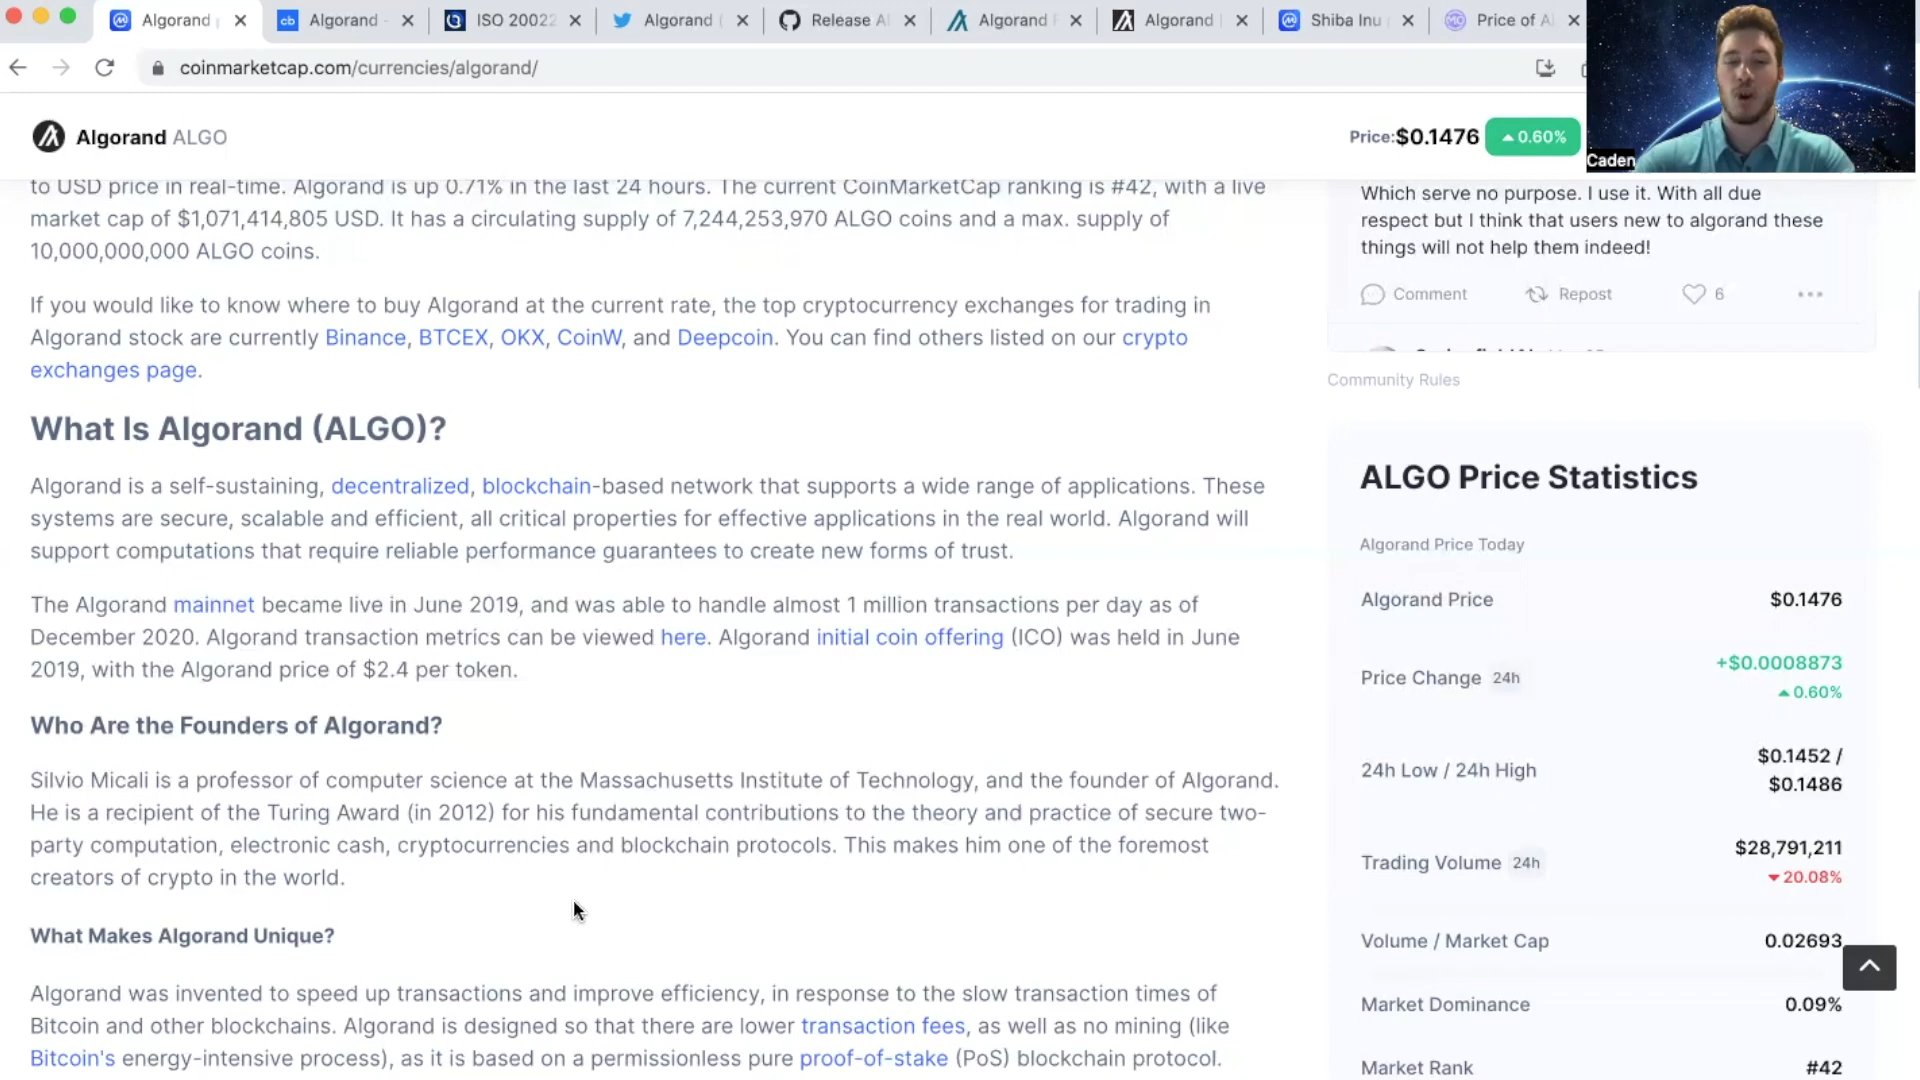 Algorand
Algorand
ISO 20022
Algorand
Release Al
Algorand
Algorand
Shiba Inu
Price of Al
coinmarketcap.com/currencies/algorand/
Caden
Algorand ALGO
Price:$0.1476
0.60%
to USD price in real-time. Algorand is up 0.71% in the last 24 hours. The current CoinMarketCap ranking is #42, with a live
market cap of $1,071,414,805 USD. It has a circulating supply of 7,244,253,970 ALGO coins and a max. supply of
10,000,000,000 ALGO coins.
If you would like to know where to buy Algorand at the current rate, the top cryptocurrency exchanges for trading in
Algorand stock are currently Binance, BTCEX, OKX, CoinW, and Deepcoin. You can find others listed on our crypto
exchanges page.
What Is Algorand (ALGO)?
Algorand is a self-sustaining, decentralized, blockchain-based network that supports a wide range of applications. These
systems are secure, scalable and efficient, all critical properties for effective applications in the real world. Algorand will
support computations that require reliable performance guarantees to create new forms of trust.
The Algorand mainnet became live in June 2019, and was able to handle almost 1 million transactions per day as of
December 2020. Algorand transaction metrics can be viewed here. Algorand initial coin offering (ICO) was held in June
2019, with the Algorand price of $2.4 per token.
Who Are the Founders of Algorand?
Silvio Micali is a professor of computer science at the Massachusetts Institute of Technology, and the founder of Algorand.
He is a recipient of the Turing Award (in 2012) for his fundamental contributions to the theory and practice of secure two-
party computation, electronic cash, cryptocurrencies and blockchain protocols. This makes him one of the foremost
creators of crypto in the world.
What Makes Algorand Unique?
Algorand was invented to speed up transactions and improve efficiency, in response to the slow transaction times of
Bitcoin and other blockchains. Algorand is designed so that there are lower transaction fees, as well as no mining (like
Bitcoin's energy-intensive process), as it is based on a permissionless pure proof-of-stake (PoS) blockchain protocol.
Which serve no purpose. I use it. With all due
respect but I think that users new to algorand these
things will not help them indeed!
Comment
Repost
6
Community Rules
ALGO Price Statistics
Algorand Price Today
Algorand Price
$0.1476
Price Change 24h
+$0.0008873
0.60%
24h Low / 24h High
$0.1452 /
$0.1486
Trading Volume 24h
$28,791,211
20.08%
Volume / Market Cap
0.02693
Market Dominance
0.09%
Market Rank
#42